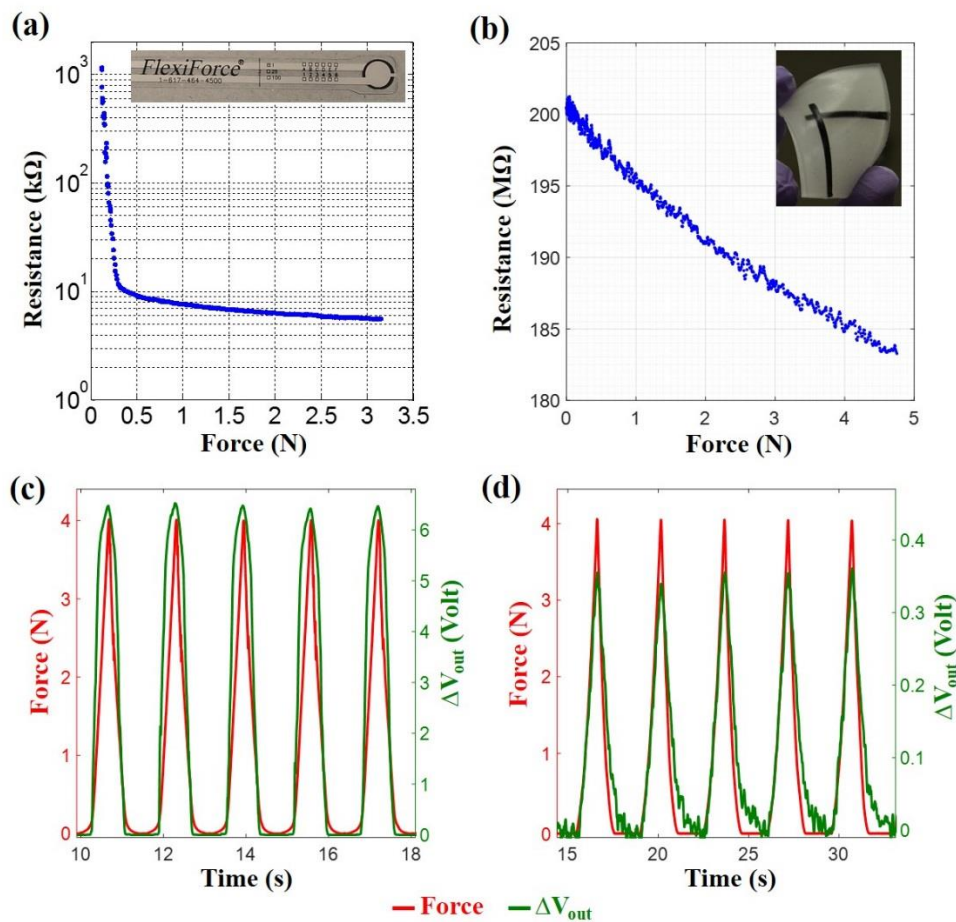 (a)
FlexiForce®
1-617-464-4500
1
25
100
Resistance (kΩ)
10³
10²
10¹
10⁰
0 0.5 1 1.5 2 2.5 3 3.5
Force (N)
(b)
Resistance (MΩ)
205
200
195
190
185
180
0 1 2 3 4 5
Force (N)
(c)
Force (N)
4
3
2
1
0
6
5
4
3
2
1
0
ΔVout (Volt)
10 12 14 16 18
Time (s)
(d)
Force (N)
4
3
2
1
0
0.4
0.3
0.2
0.1
0
ΔVout (Volt)
15 20 25 30
Time (s)
Force ΔVout